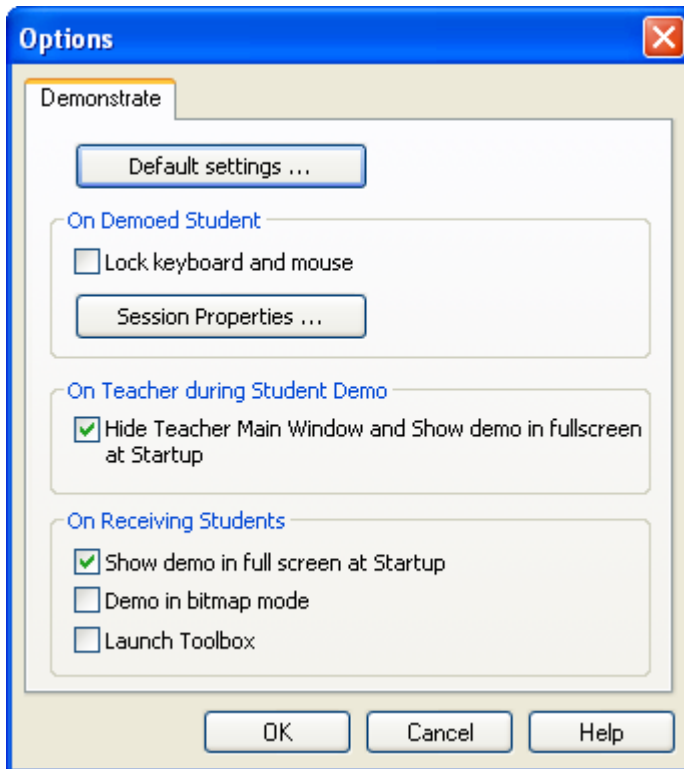 Options
Demonstrate
Default settings ...
On Demoed Student
Lock keyboard and mouse
Session Properties ...
On Teacher during Student Demo
Hide Teacher Main Window and Show demo in fullscreen
at Startup
On Receiving Students
Show demo in full screen at Startup
Demo in bitmap mode
Launch Toolbox
OK Cancel Help